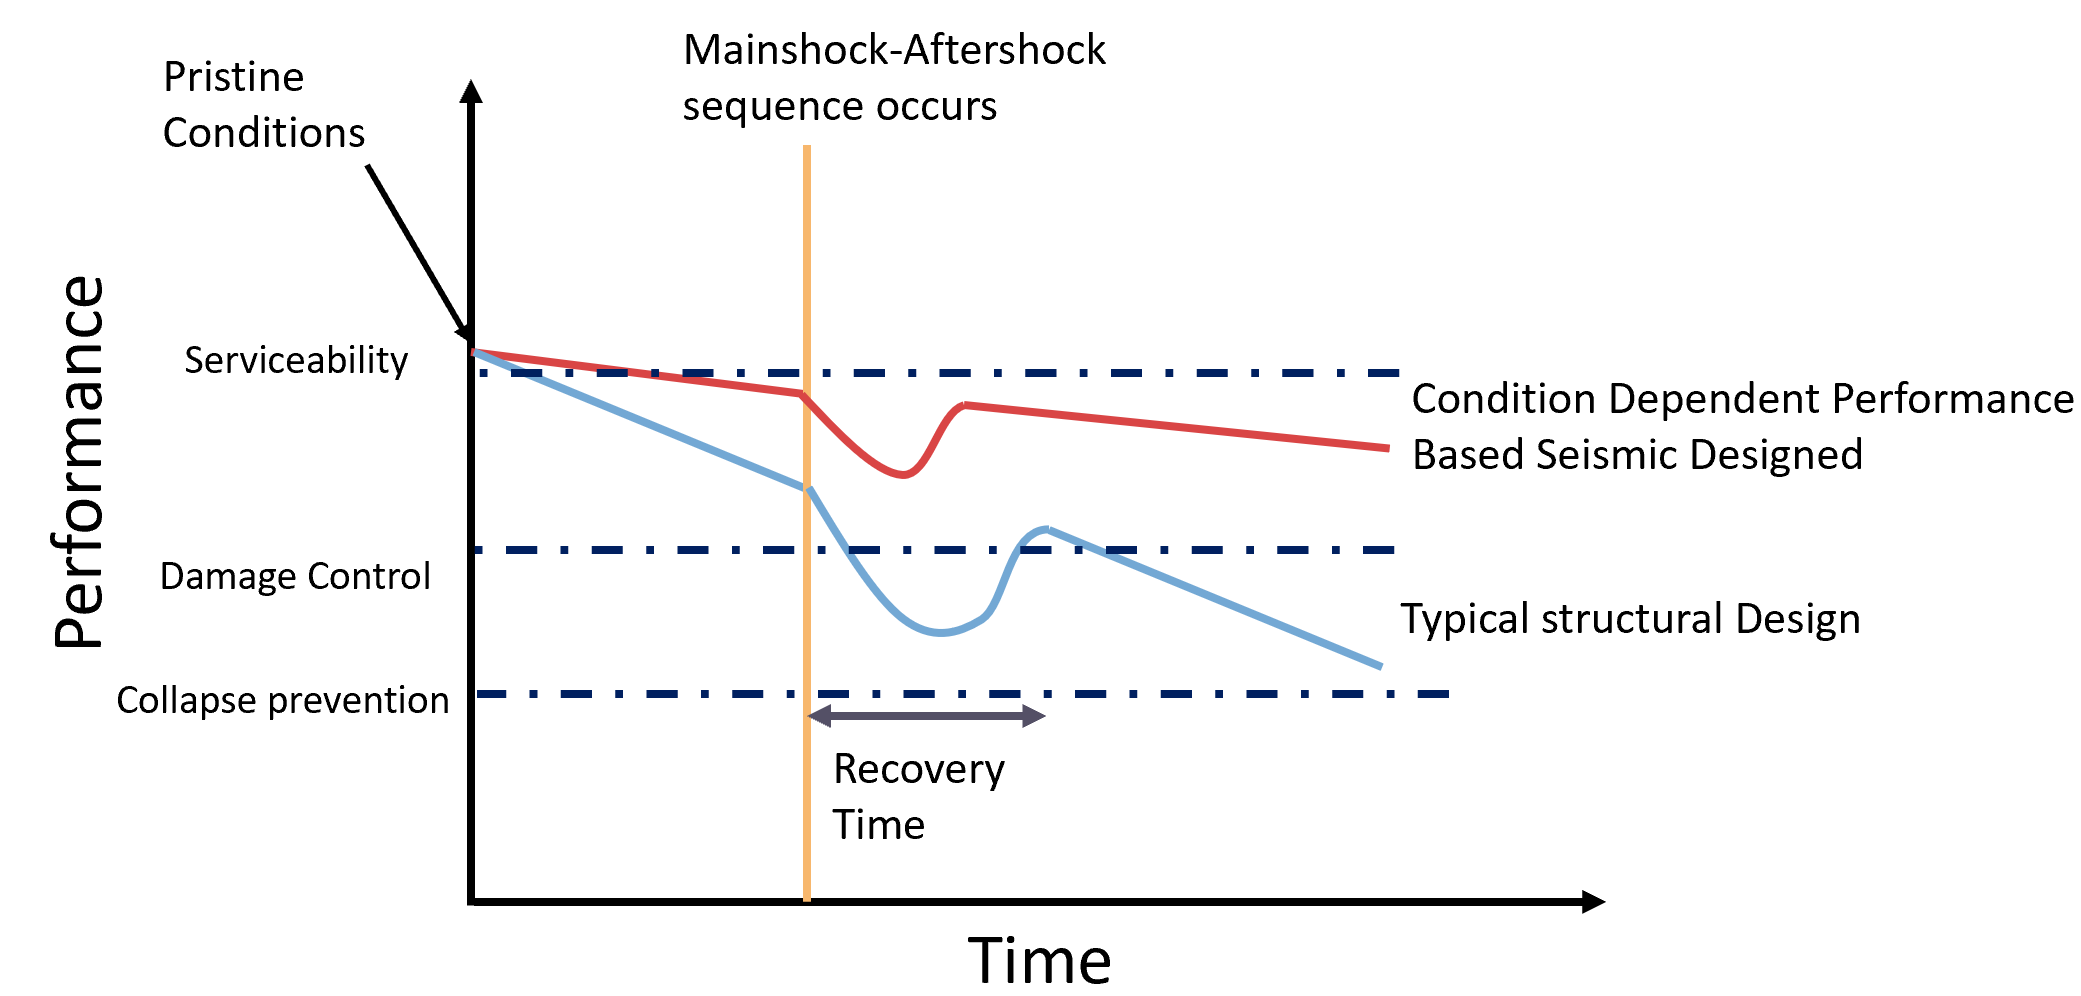 Mainshock-Aftershock
sequence occurs
Pristine
Conditions
Performance
Serviceability
Condition Dependent Performance
Based Seismic Designed
Damage Control
Typical structural Design
Collapse prevention
Recovery
Time
Time